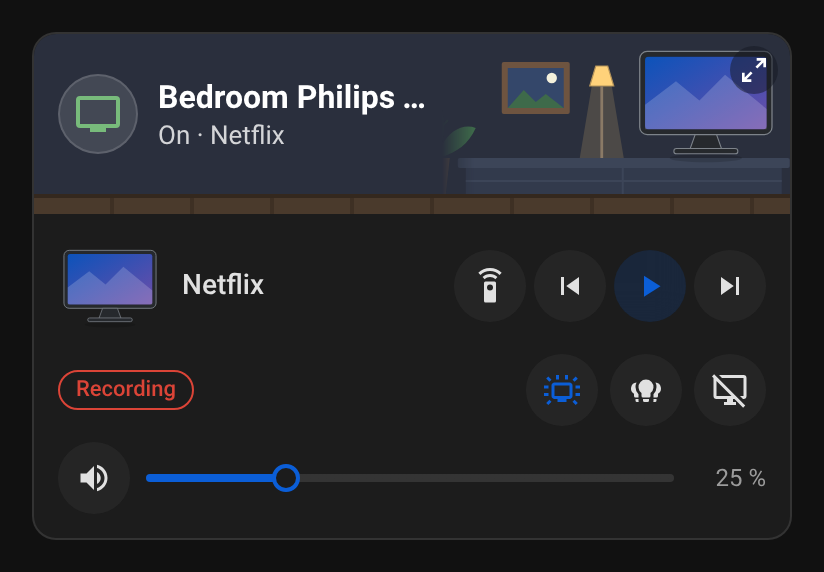 Bedroom Philips ...
On · Netflix
Netflix
Recording
25 %